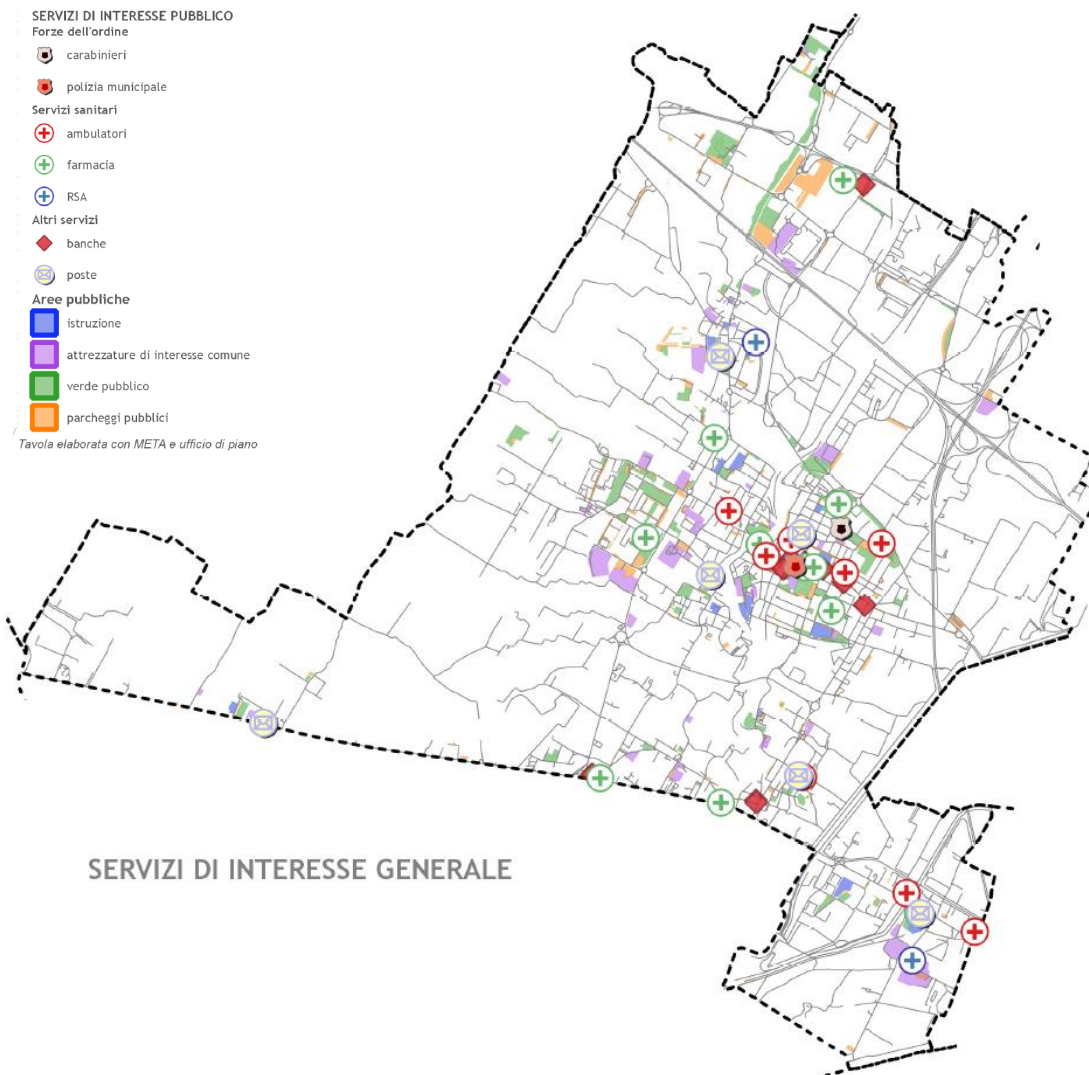 SERVIZI DI INTERESSE PUBBLICO
Forze dell'ordine
carabinieri
polizia municipale
Servizi sanitari
ambulatori
farmacia
RSA
Altri servizi
banche
poste
Aree pubbliche
istruzione
attrezzature di interesse comune
verde pubblico
parcheggi pubblici
Tavola elaborata con META e ufficio di piano
SERVIZI DI INTERESSE GENERALE